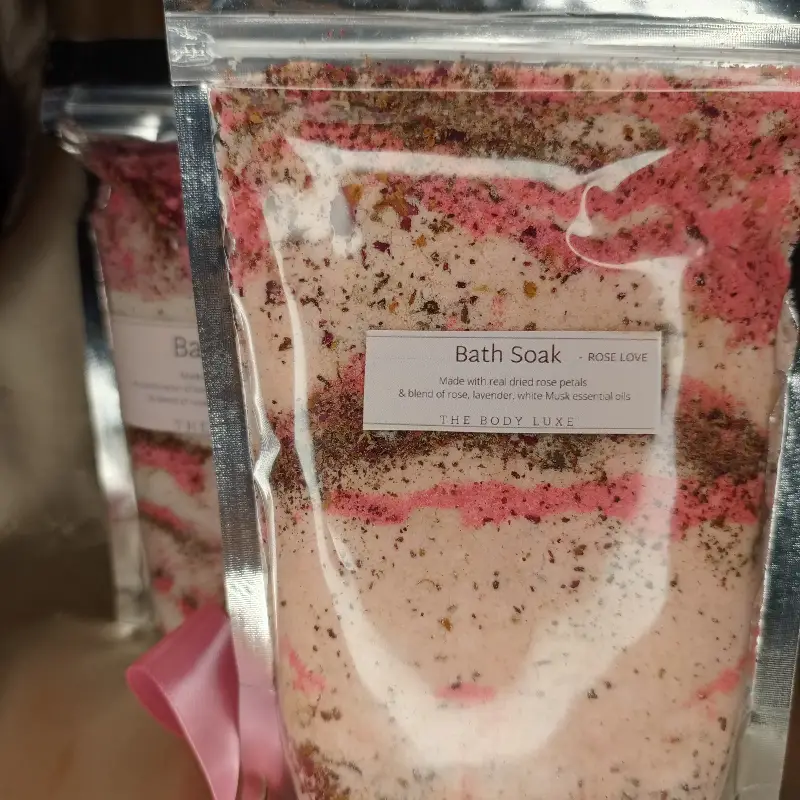 Bath Soak - ROSE LOVE
Made with real dried rose petals
& blend of rose, lavender, white Musk essential oils
THE BODY LUXE
Ba